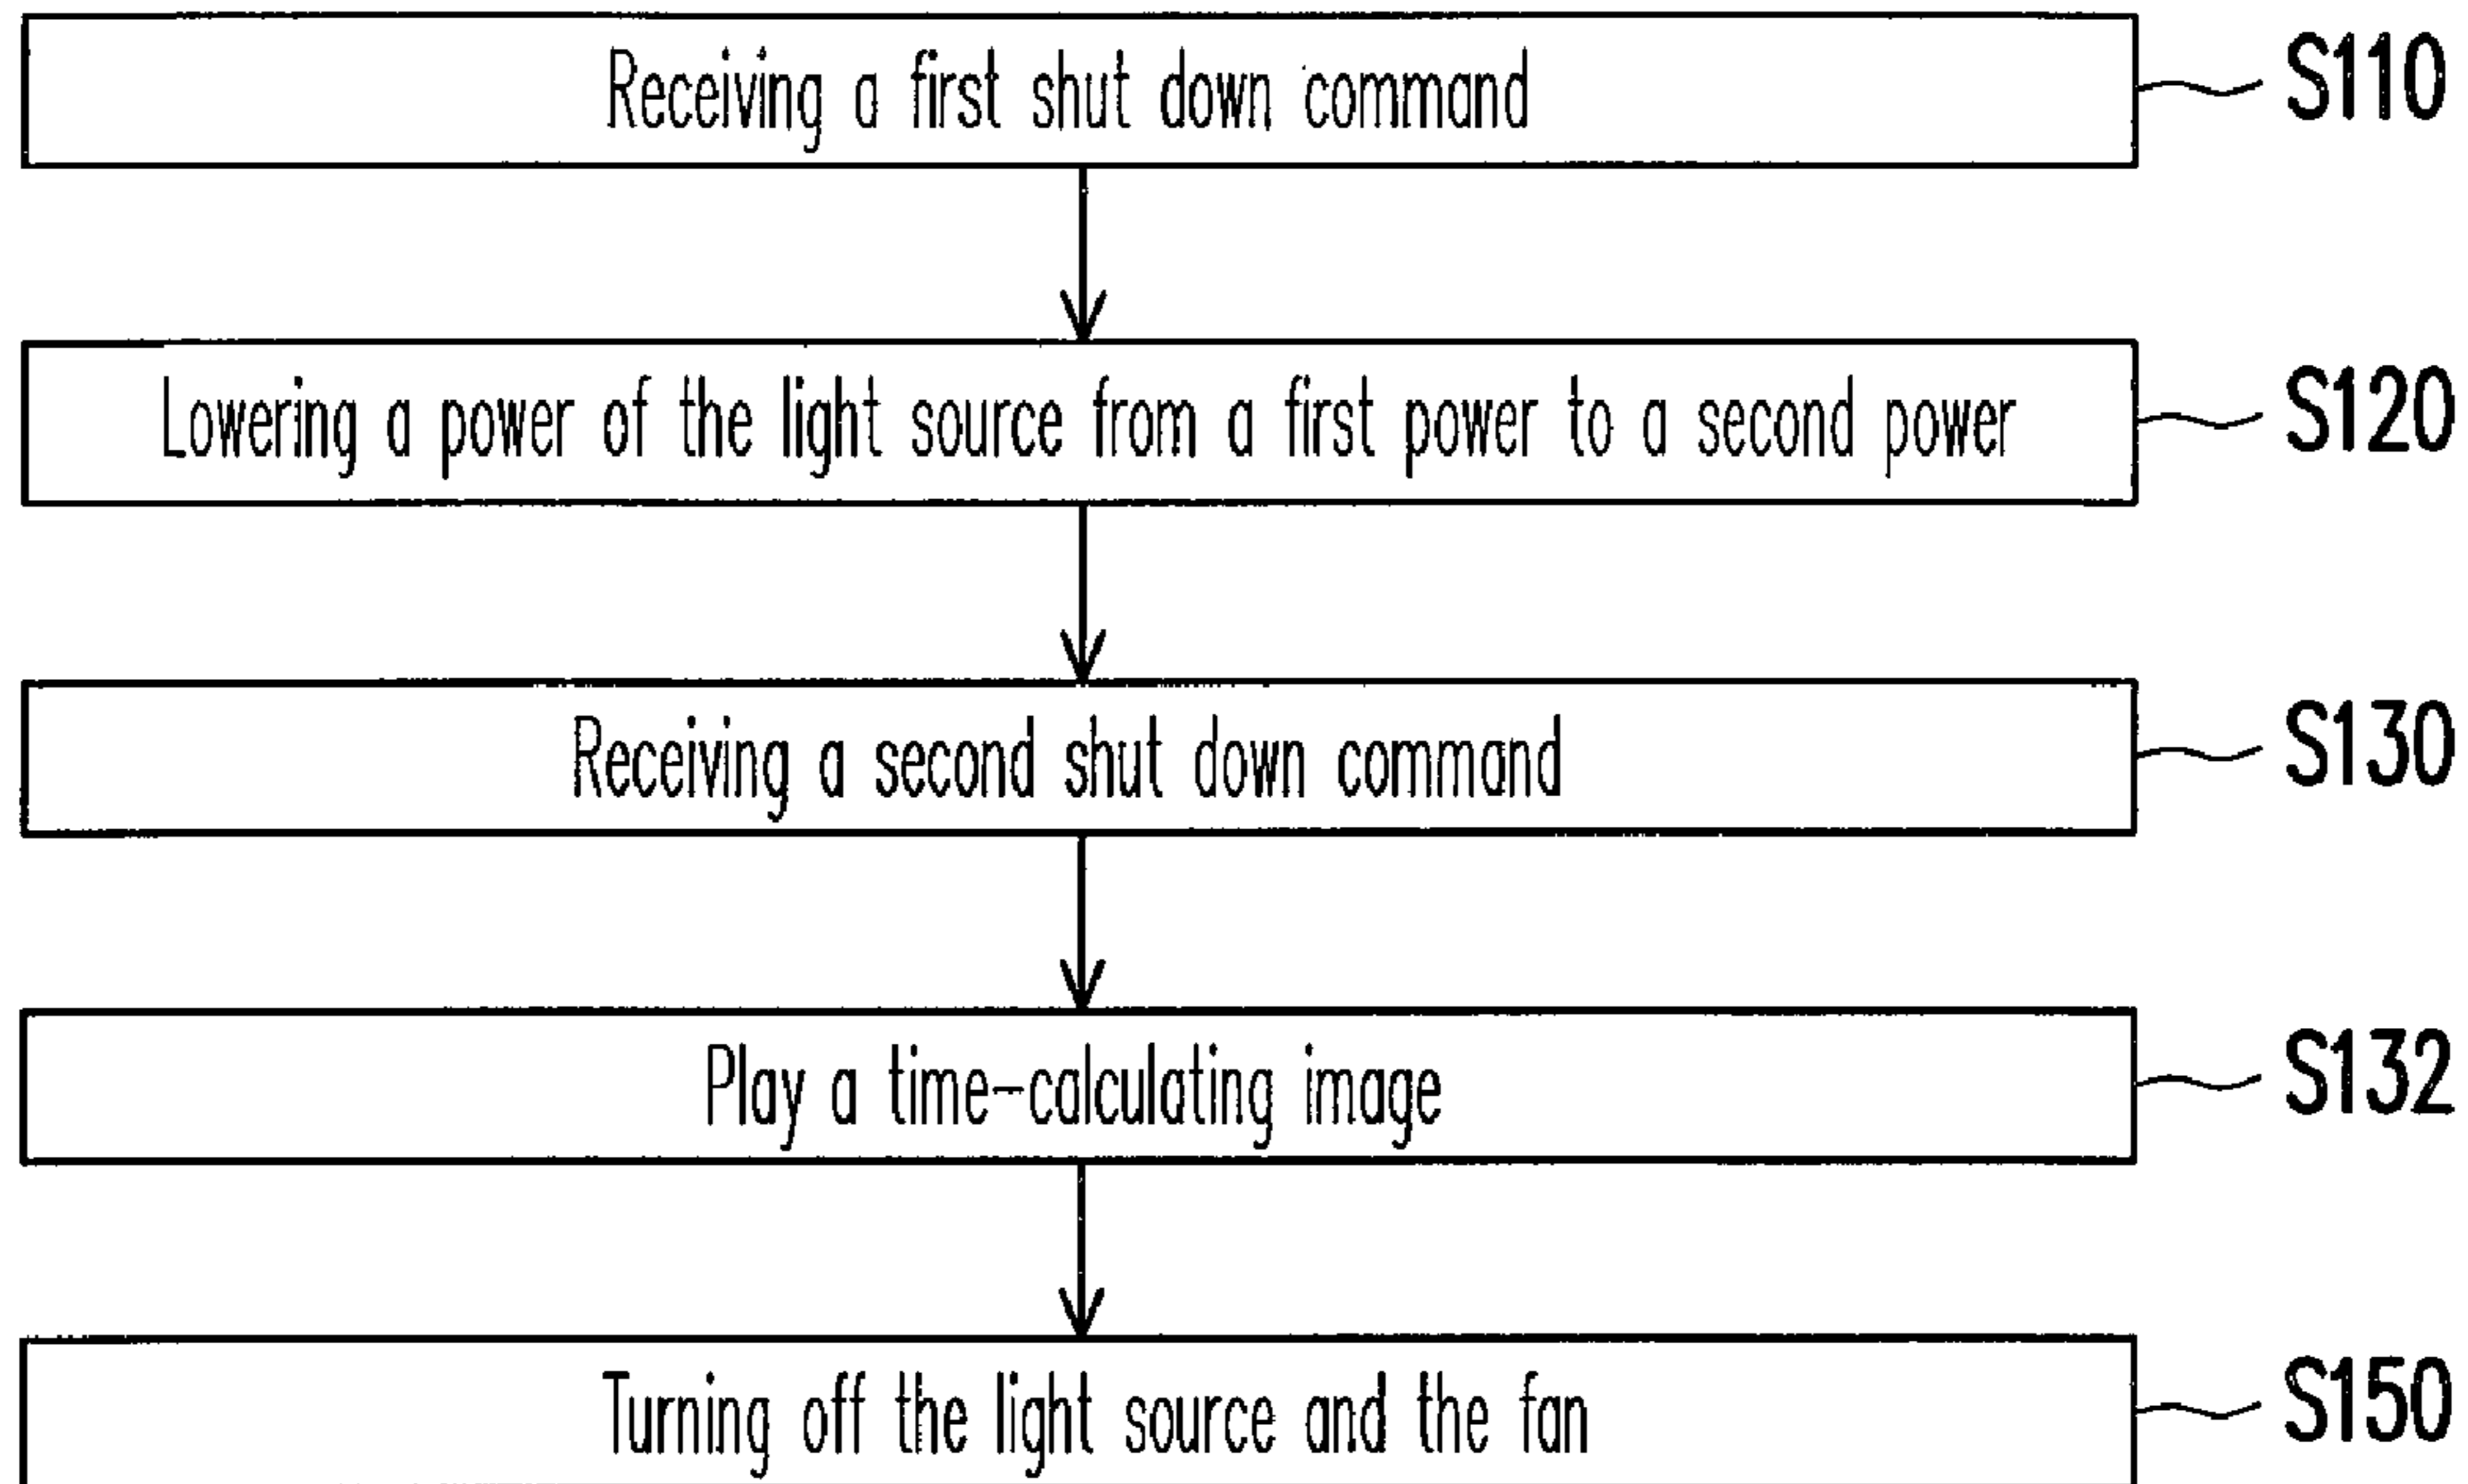 Receiving a first shut down command S110
Lowering a power of the light source from a first power to a second power S120
Receiving a second shut down command S130
Play a time-calculating image S132
Turning off the light source and the fan S150